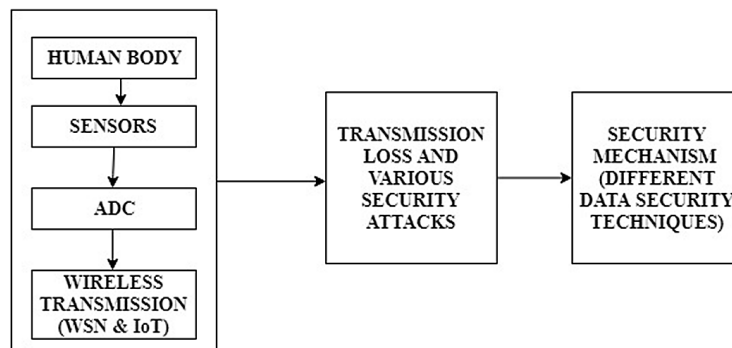 HUMAN BODY
SENSORS
ADC
WIRELESS
TRANSMISSION
(WSN & IoT)
TRANSMISSION
LOSS AND
VARIOUS
SECURITY
ATTACKS
SECURITY
MECHANISM
(DIFFERENT
DATA SECURITY
TECHNIQUES)